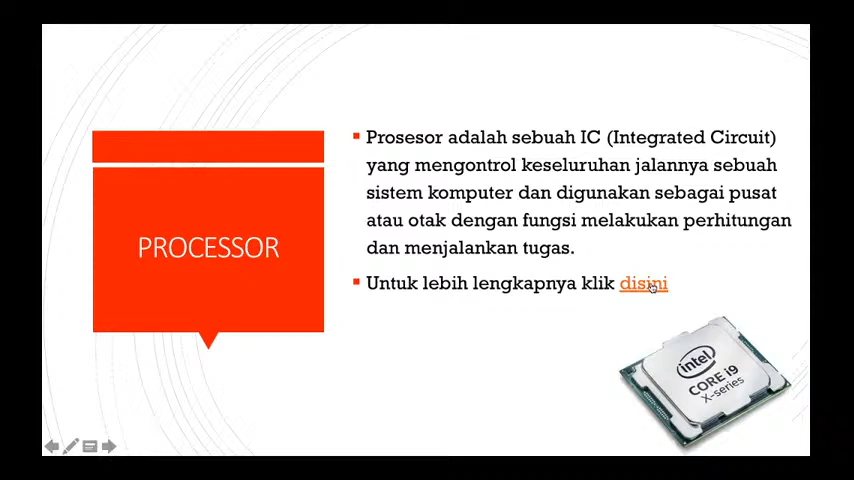 PROCESSOR
Prosesor adalah sebuah IC (Integrated Circuit)
yang mengontrol keseluruhan jalannya sebuah
sistem komputer dan digunakan sebagai pusat
atau otak dengan fungsi melakukan perhitungan
dan menjalankan tugas.
Untuk lebih lengkapnya klik disini
intel
CORE i9
X-series